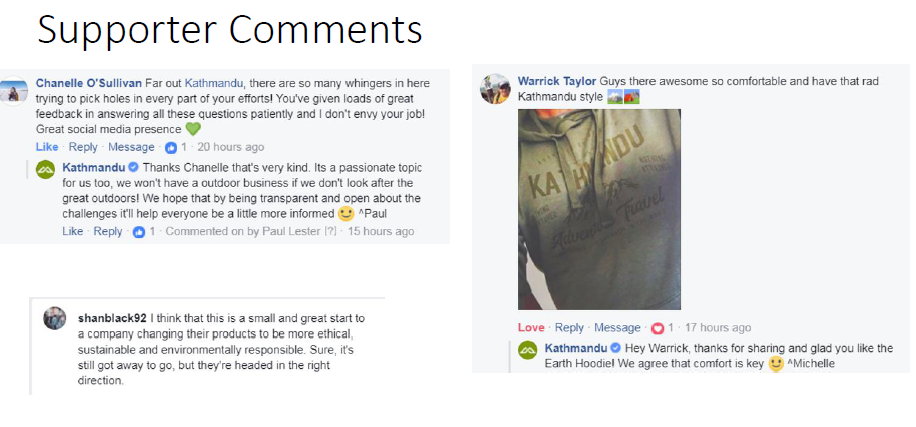 Supporter Comments
Chanelle O'Sullivan Far out Kathmandu, there are so many whingers in here
trying to pick holes in every part of your efforts! You've given loads of great
feedback in answering all these questions patiently and I don't envy your job!
Great social media presence 💚
Like · Reply · Message · 1 · 20 hours ago
Kathmandu Thanks Chanelle that's very kind. Its a passionate topic
for us too, we won't have a outdoor business if we don't look after the
great outdoors! We hope that by being transparent and open about the
challenges it'll help everyone be a little more informed 🙂 ^Paul
Like · Reply · 1 · Commented on by Paul Lester [?] · 15 hours ago
shanblack92 I think that this is a small and great start to
a company changing their products to be more ethical,
sustainable and environmentally responsible. Sure, it's
still got away to go, but they're headed in the right
direction.
Warrick Taylor Guys there awesome so comfortable and have that rad
Kathmandu style
KATHMANDU
Adventure Travel
Love · Reply · Message · 1 · 17 hours ago
Kathmandu Hey Warrick, thanks for sharing and glad you like the
Earth Hoodie! We agree that comfort is key 🙂 ^Michelle